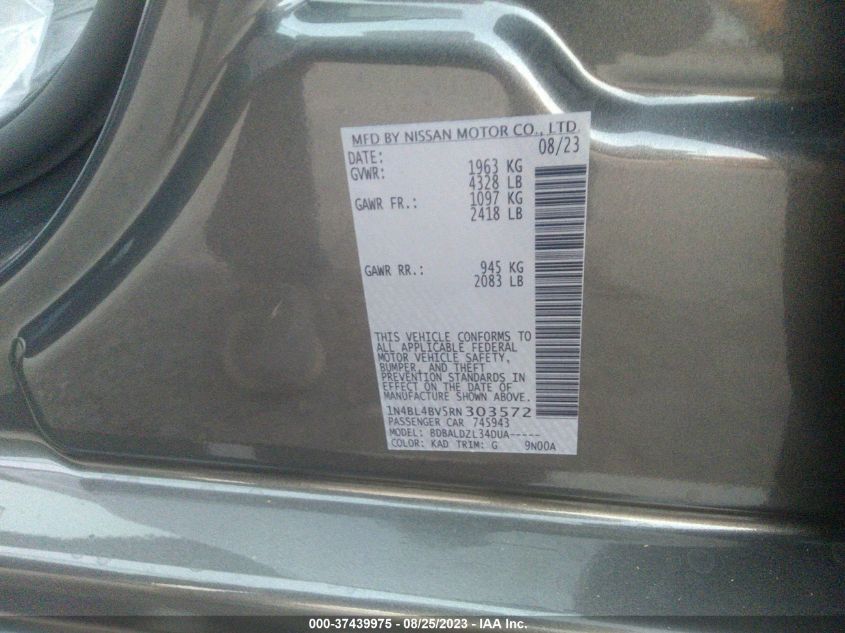 MFD BY NISSAN MOTOR CO., LTD.
DATE: 08/23
GVWR: 1963 KG
4328 LB
GAWR FR.: 1097 KG
2418 LB
GAWR RR.: 945 KG
2083 LB
THIS VEHICLE CONFORMS TO
ALL APPLICABLE FEDERAL
MOTOR VEHICLE SAFETY,
BUMPER, AND THEFT
PREVENTION STANDARDS IN
EFFECT ON THE DATE OF
MANUFACTURE SHOWN ABOVE.
1N4BL4BV5RN303572
PASSENGER CAR 745943
MODEL: BDBALDZL34DUA-----
COLOR: KAD TRIM: G 9N00A
000-37439975 - 08/25/2023 - IAA Inc.